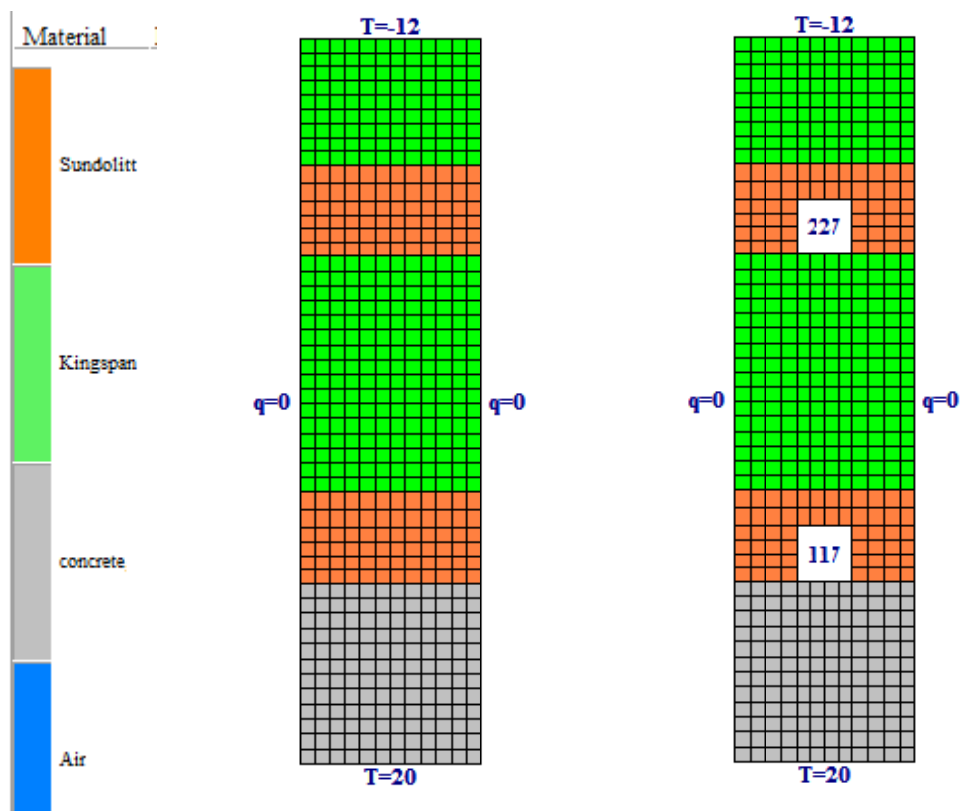 Material
Sundolitt
Kingspan
concrete
Air
T=-12
q=0
q=0
T=20
T=-12
227
q=0
q=0
117
T=20